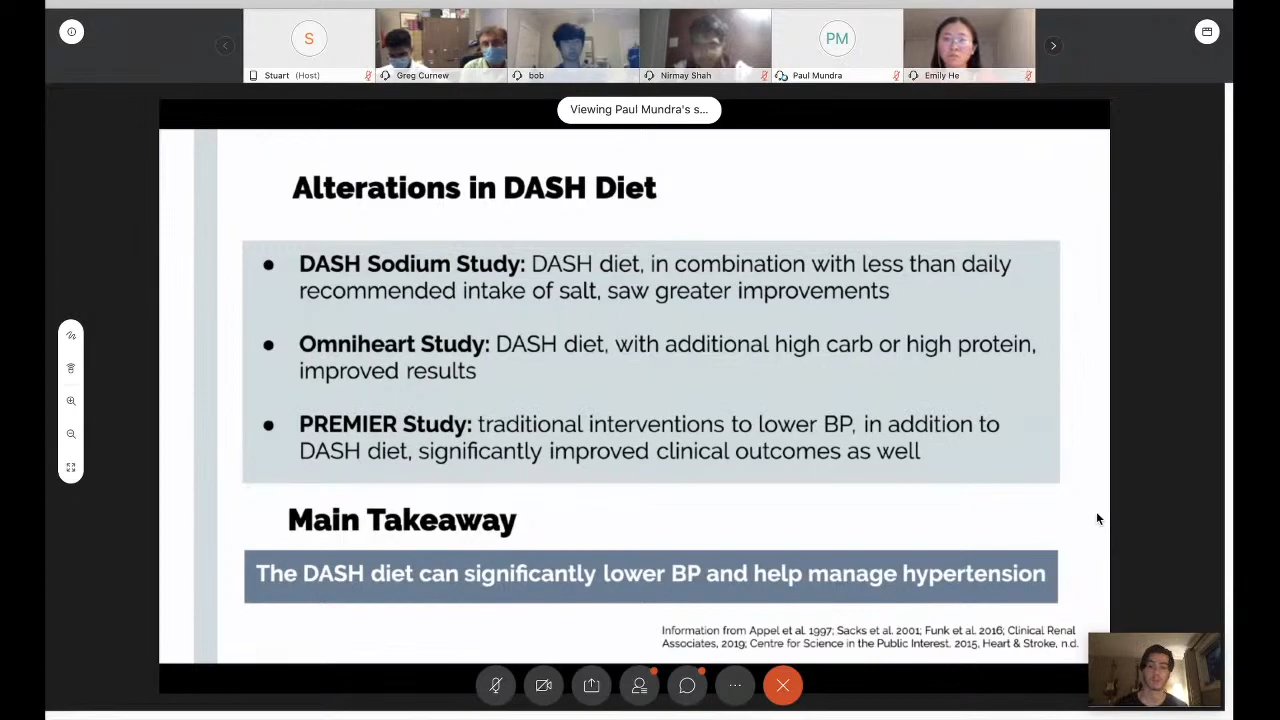 S
PM
Stuart (Host)
Greg Curnew
bob
Nirmay Shah
Paul Mundra
Emily He
Viewing Paul Mundra's s...
Alterations in DASH Diet
● DASH Sodium Study: DASH diet, in combination with less than daily
recommended intake of salt, saw greater improvements
● Omniheart Study: DASH diet, with additional high carb or high protein,
improved results
● PREMIER Study: traditional interventions to lower BP, in addition to
DASH diet, significantly improved clinical outcomes as well
Main Takeaway
The DASH diet can significantly lower BP and help manage hypertension
Information from Appel et al. 1997; Sacks et al. 2001; Funk et al. 2016; Clinical Renal
Associates, 2019; Centre for Science in the Public Interest, 2015, Heart & Stroke, n.d.